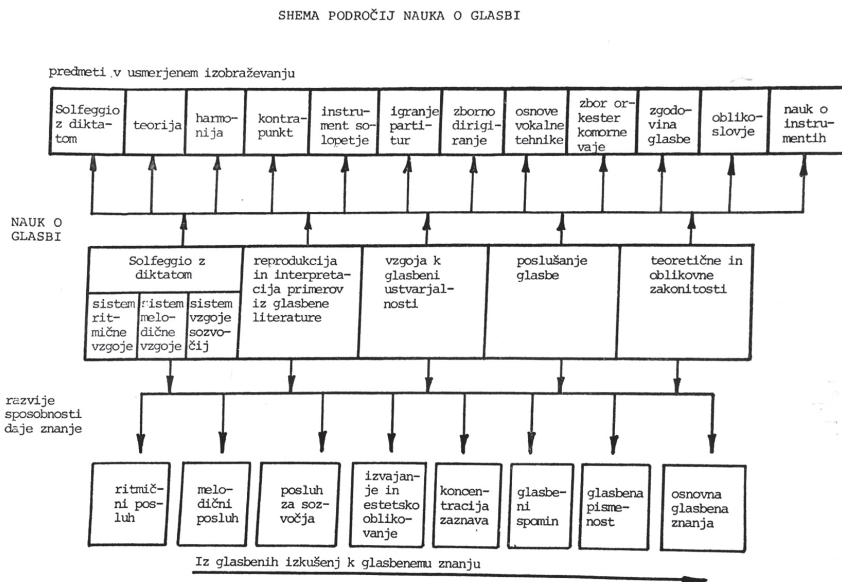 SHEMA PODROČIJ NAUKA O GLASBI
predmeti v usmerjenem izobraževanju
Solfeggio
z dikta-
tom
teorija
harmo-
nija
kontra-
punkt
instru-
ment so-
lopetje
igranje
parti-
tur
zborno
dirigi-
ranje
osnove
vokalne
tehnike
zbor or-
kester
komorne
vaje
zgodo-
vina
glasbe
obliko-
slovje
nauk o
instru-
mentih
NAUK O
GLASBI
Solfeggio z
diktatom
sistem
rit-
mične
vzgoje
sistem
melo-
dične
vzgoje
sistem
vzgoje
sozvo-
čij
reprodukcija
in interpreta-
cija primerov
iz glasbene
literature
vzgoja k
glasbeni
ustvarjal-
nosti
poslušanje
glasbe
teoretične in
oblikovne
zakonitosti
razvije
sposobnosti
daje znanje
ritmič-
ni pos-
luh
melo-
dični
posluh
posluh
za soz-
vočja
izvajan-
je in
estetsko
obliko-
vanje
koncen-
tracija
zaznava
glasbe-
ni
spomin
glasbena
pisme-
nost
osnovna
glasbena
znanja
Iz glasbenih izkušenj k glasbenemu znanju